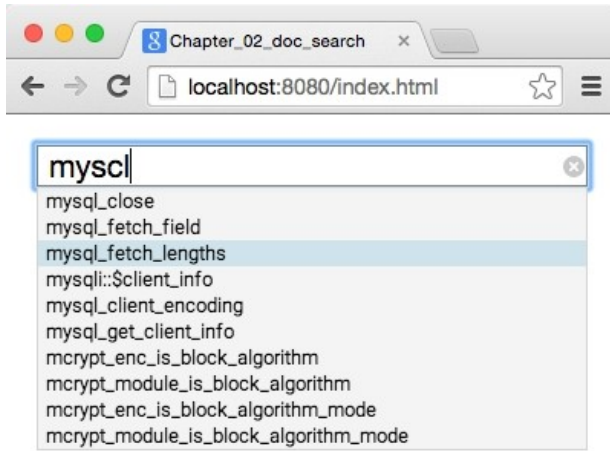 Chapter_02_doc_search
localhost:8080/index.html
myscl
mysql_close
mysql_fetch_field
mysql_fetch_lengths
mysqli::$client_info
mysql_client_encoding
mysql_get_client_info
mcrypt_enc_is_block_algorithm
mcrypt_module_is_block_algorithm
mcrypt_enc_is_block_algorithm_mode
mcrypt_module_is_block_algorithm_mode